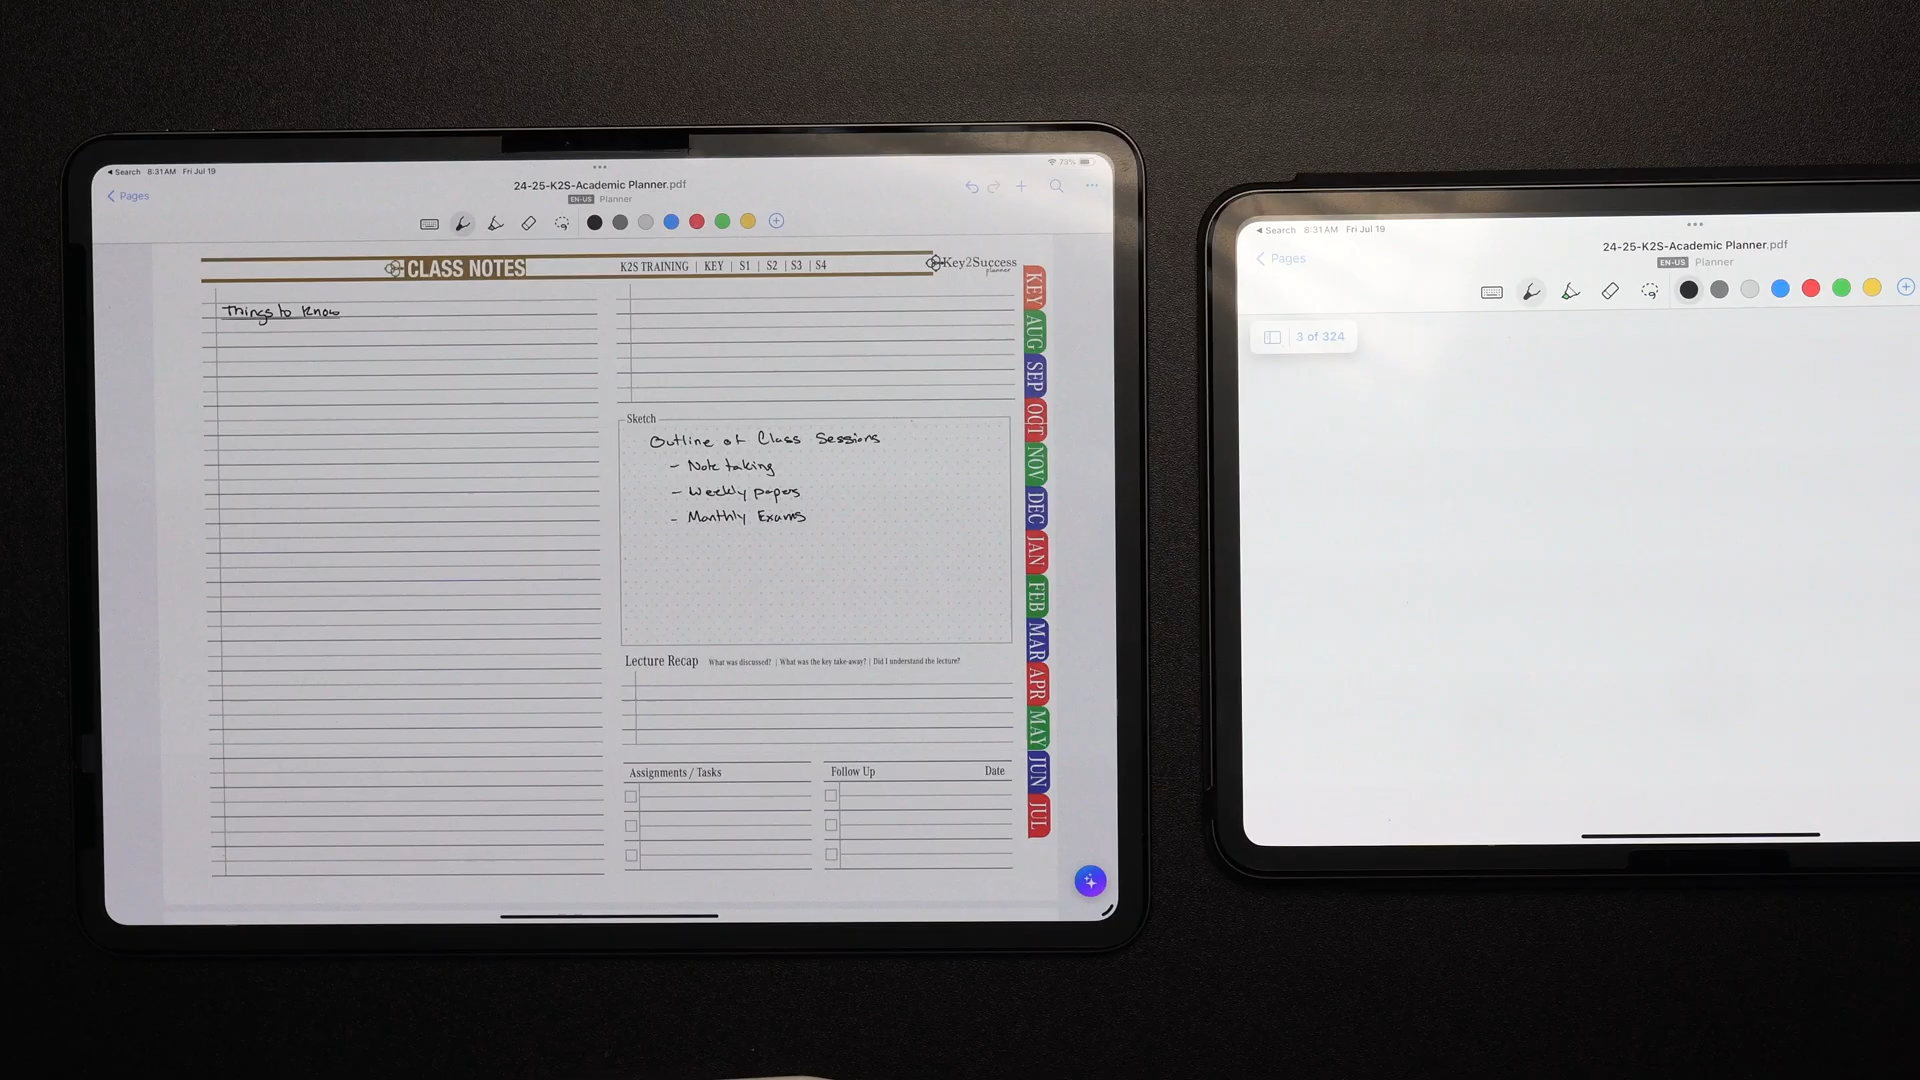 Search 8:31 AM Fri Jul 19
73%
Pages
24-25-K2S-Academic Planner.pdf
EN-US Planner
CLASS NOTES
K2S TRAINING | KEY | S1 | S2 | S3 | S4
Key2Success
planner
Things to Know
Sketch
Outline of Class Sessions
- Note taking
- Weekly papers
- Monthly Exams
Lecture Recap What was discussed? | What was the key take-away? | Did I understand the lecture?
Assignments / Tasks
Follow Up Date
KEY
AUG
SEP
OCT
NOV
DEC
JAN
FEB
MAR
APR
MAY
JUN
JUL
Search 8:31 AM Fri Jul 19
Pages
24-25-K2S-Academic Planner.pdf
EN-US Planner
3 of 324